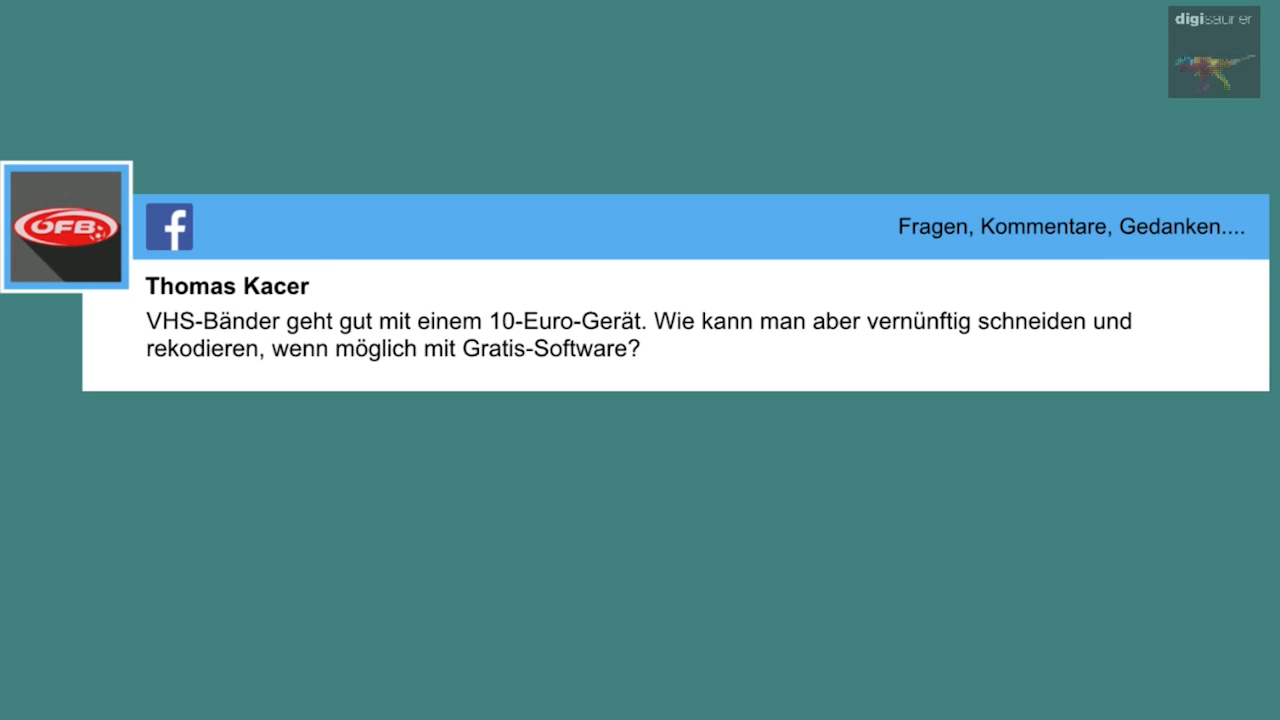 digisaurier
ÖFB
Fragen, Kommentare, Gedanken....
Thomas Kacer
VHS-Bänder geht gut mit einem 10-Euro-Gerät. Wie kann man aber vernünftig schneiden und
rekodieren, wenn möglich mit Gratis-Software?